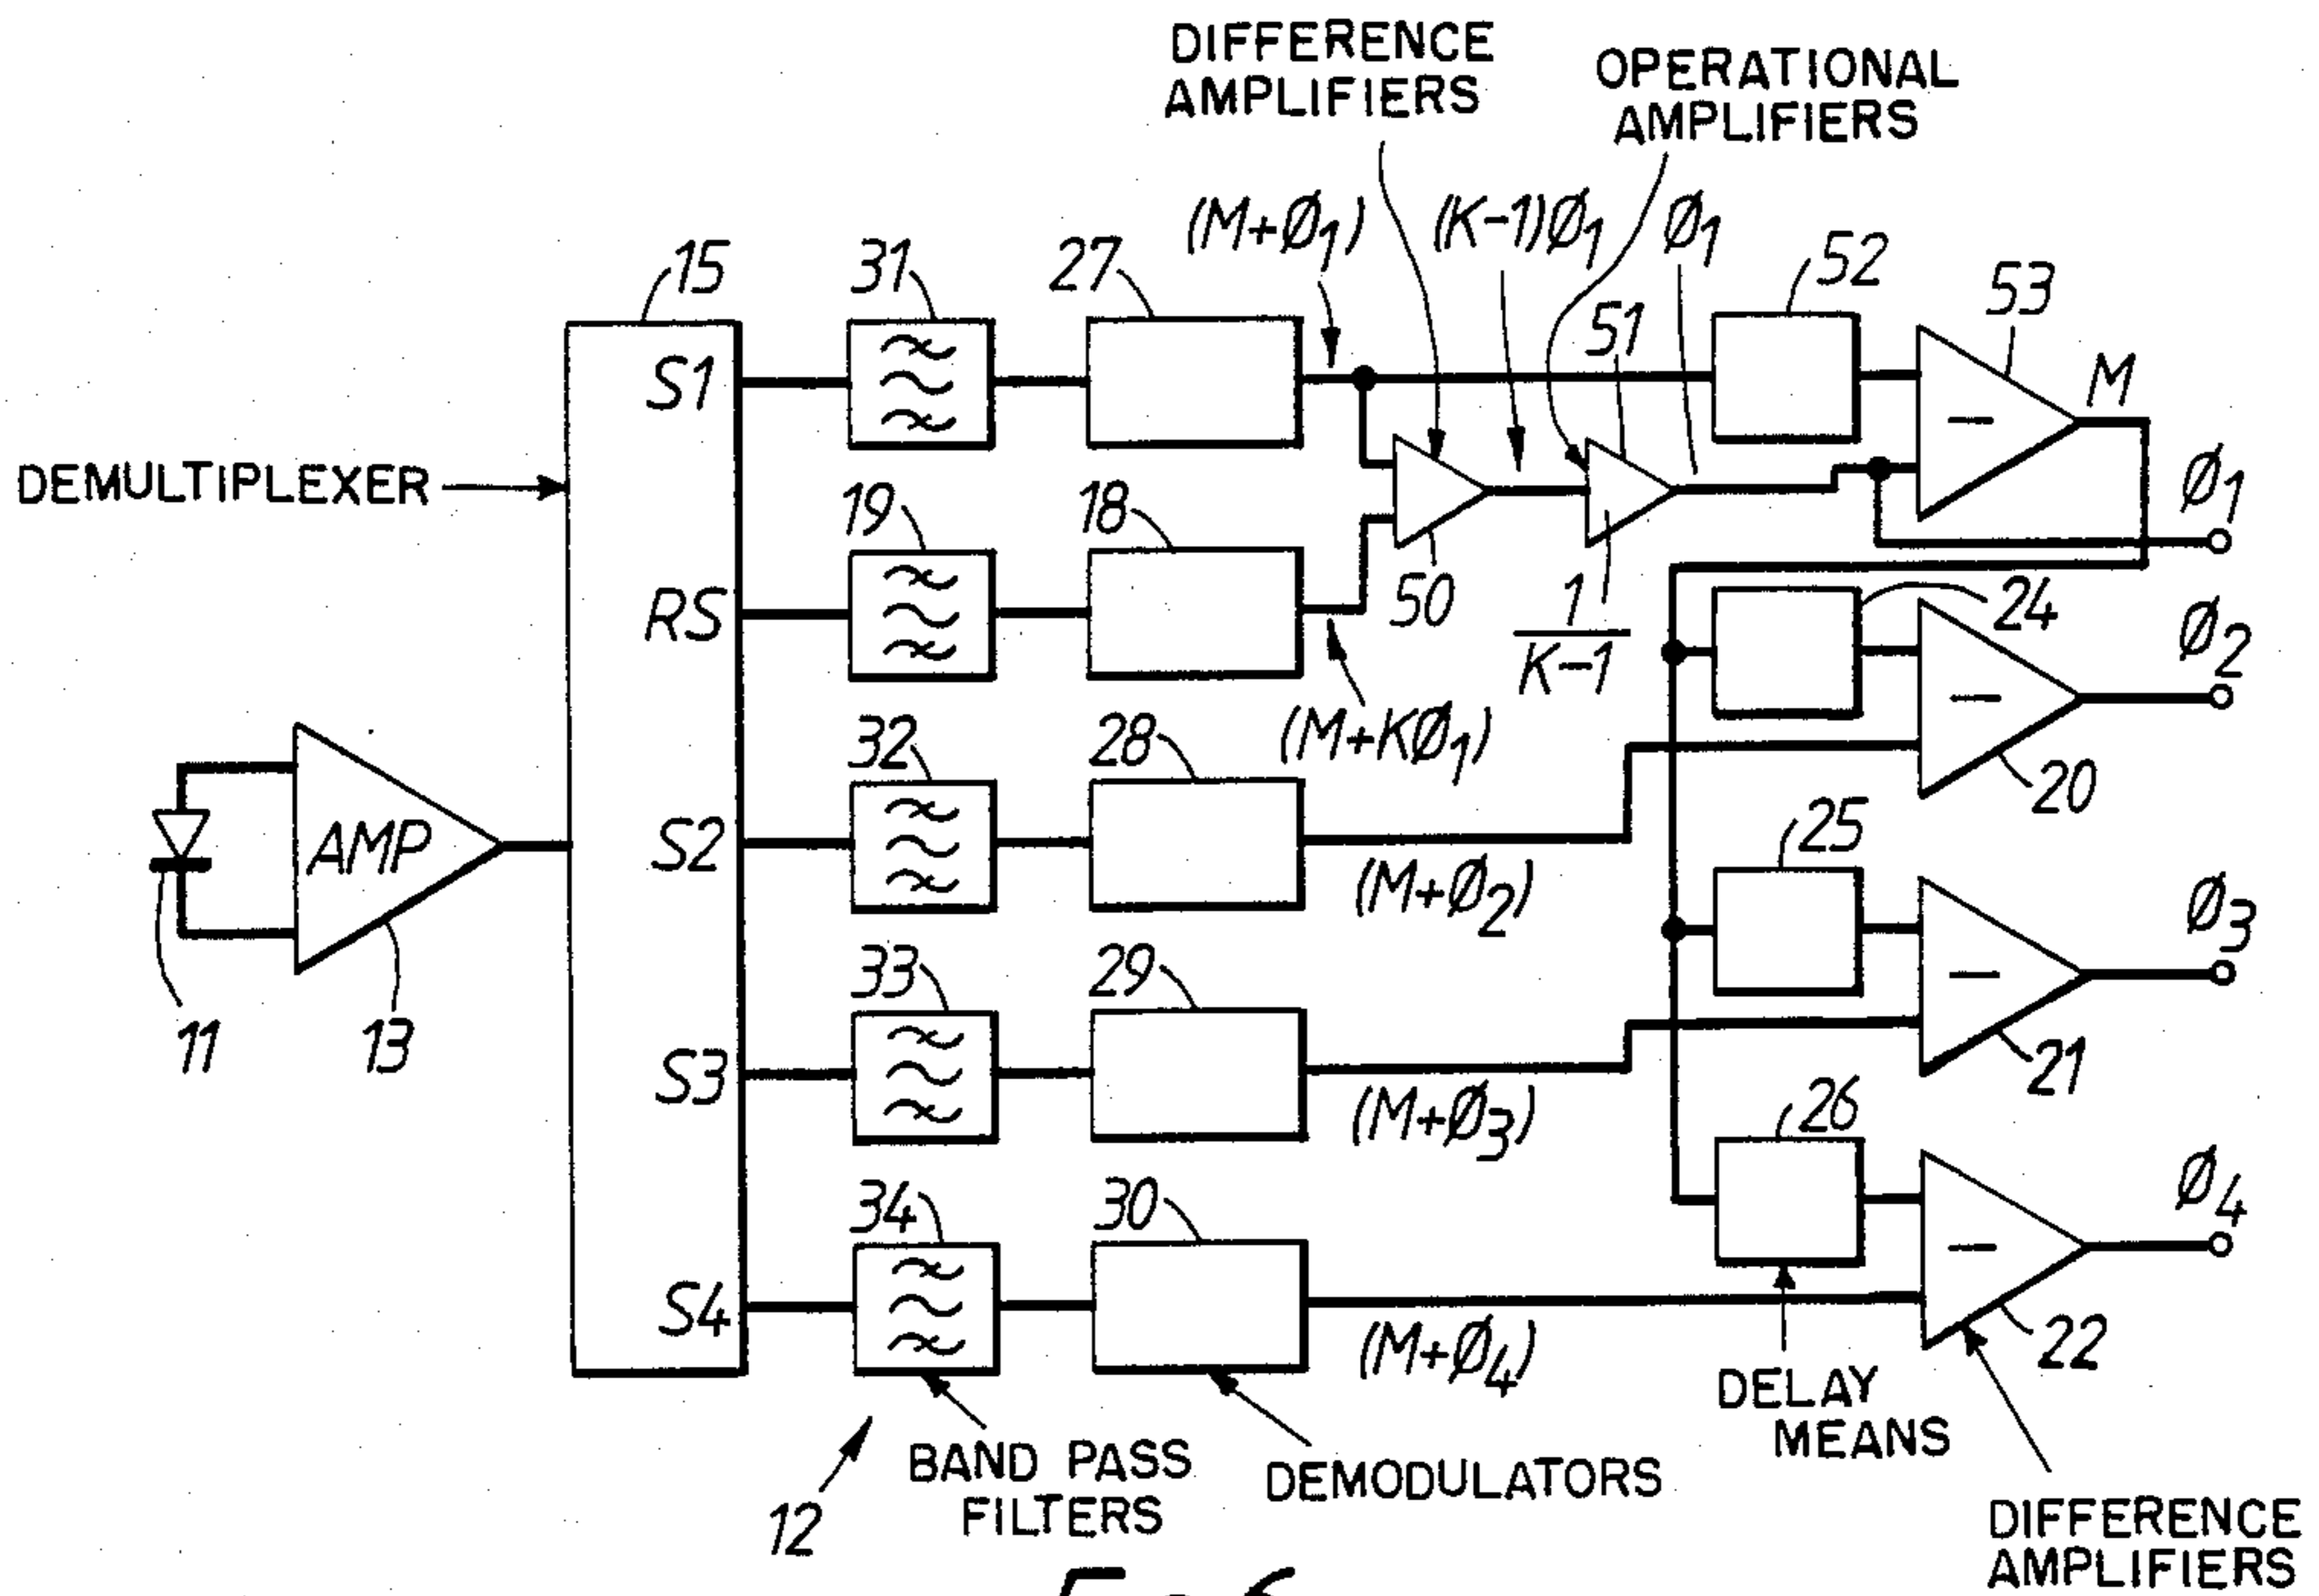 DIFFERENCE
AMPLIFIERS
OPERATIONAL
AMPLIFIERS
(M+Ø1) (K-1)Ø1 Ø1
15 31 27 51 52 53
S1
M
DEMULTIPLEXER
Ø1
19 18
50
1
K-1
RS
24
Ø2
(M+KØ1)
32 28
20
AMP
S2
(M+Ø2)
25
Ø3
33 29
11 13
S3
21
(M+Ø3)
26
Ø4
34 30
S4
(M+Ø4)
22
DELAY
MEANS
12
BAND PASS
FILTERS
DEMODULATORS
DIFFERENCE
AMPLIFIERS